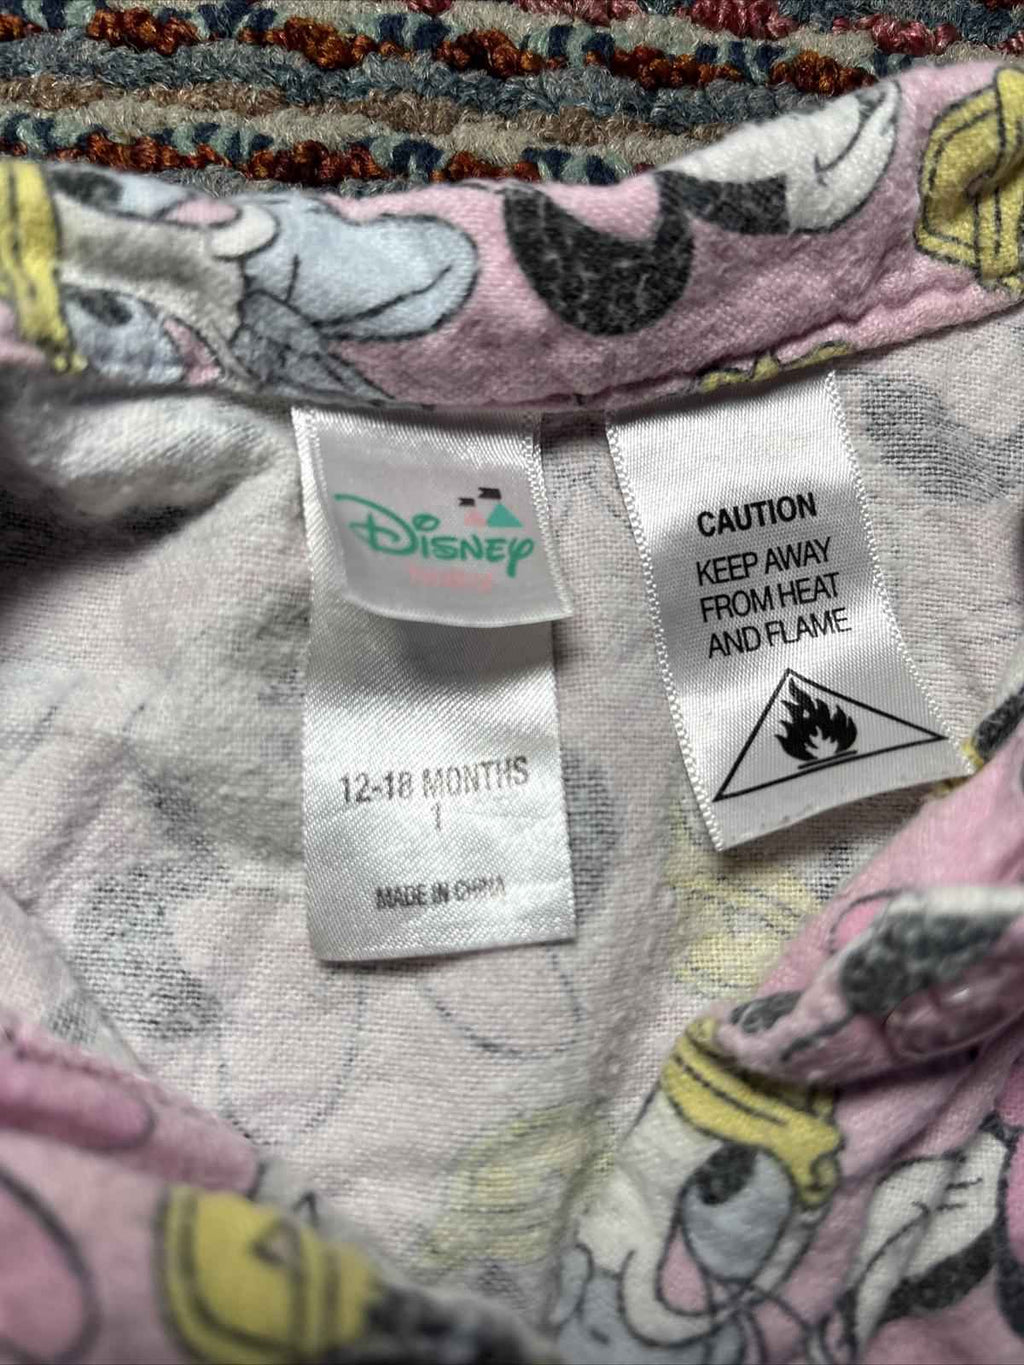 Disney
12-18 MONTHS
1
MADE IN CHINA
CAUTION
KEEP AWAY
FROM HEAT
AND FLAME